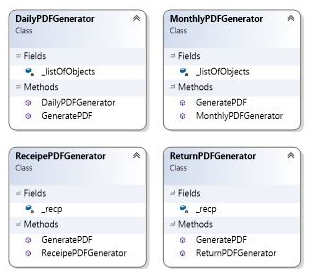 DailyPDFGenerator
Class
Fields
_listOfObjects
Methods
DailyPDFGenerator
GeneratePDF
MonthlyPDFGenerator
Class
Fields
_listOfObjects
Methods
GeneratePDF
MonthlyPDFGenerator
ReceipePDFGenerator
Class
Fields
_recp
Methods
GeneratePDF
ReceipePDFGenerator
ReturnPDFGenerator
Class
Fields
_recp
Methods
GeneratePDF
ReturnPDFGenerator